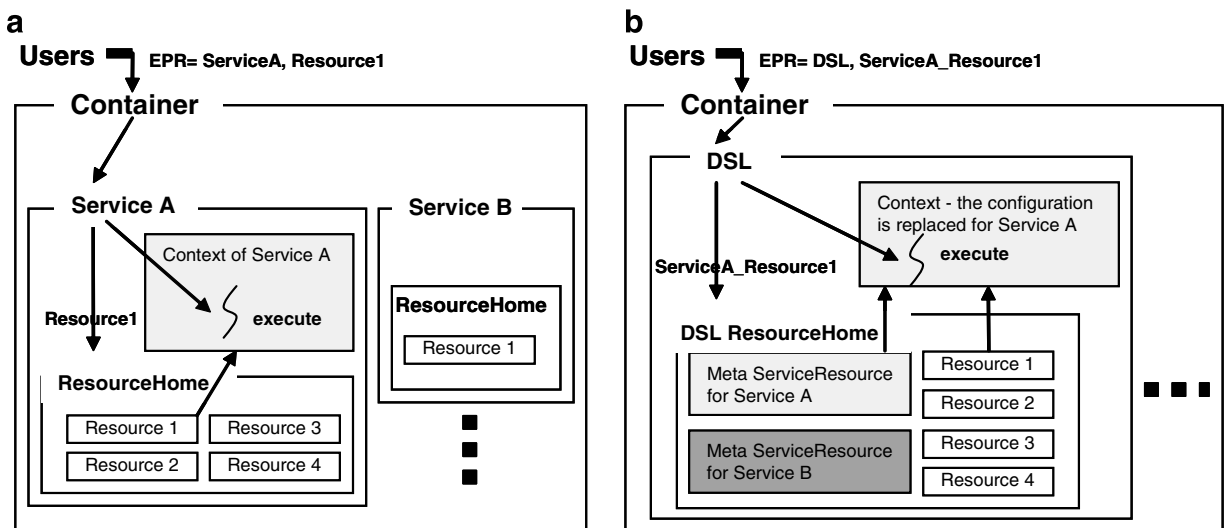 a
Users
EPR= ServiceA, Resource1
Container
Service A
Context of Service A
execute
Resource1
ResourceHome
Resource 1
Resource 3
Resource 2
Resource 4
Service B
ResourceHome
Resource 1
b
Users
EPR= DSL, ServiceA_Resource1
Container
DSL
Context - the configuration
is replaced for Service A
execute
ServiceA_Resource1
DSL ResourceHome
Meta ServiceResource
for Service A
Meta ServiceResource
for Service B
Resource 1
Resource 2
Resource 3
Resource 4